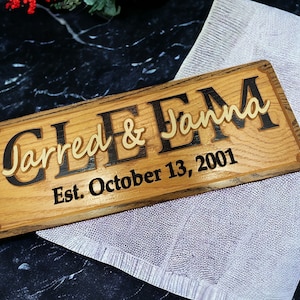 CLEEM
Jarred & Janna
Est. October 13, 2001